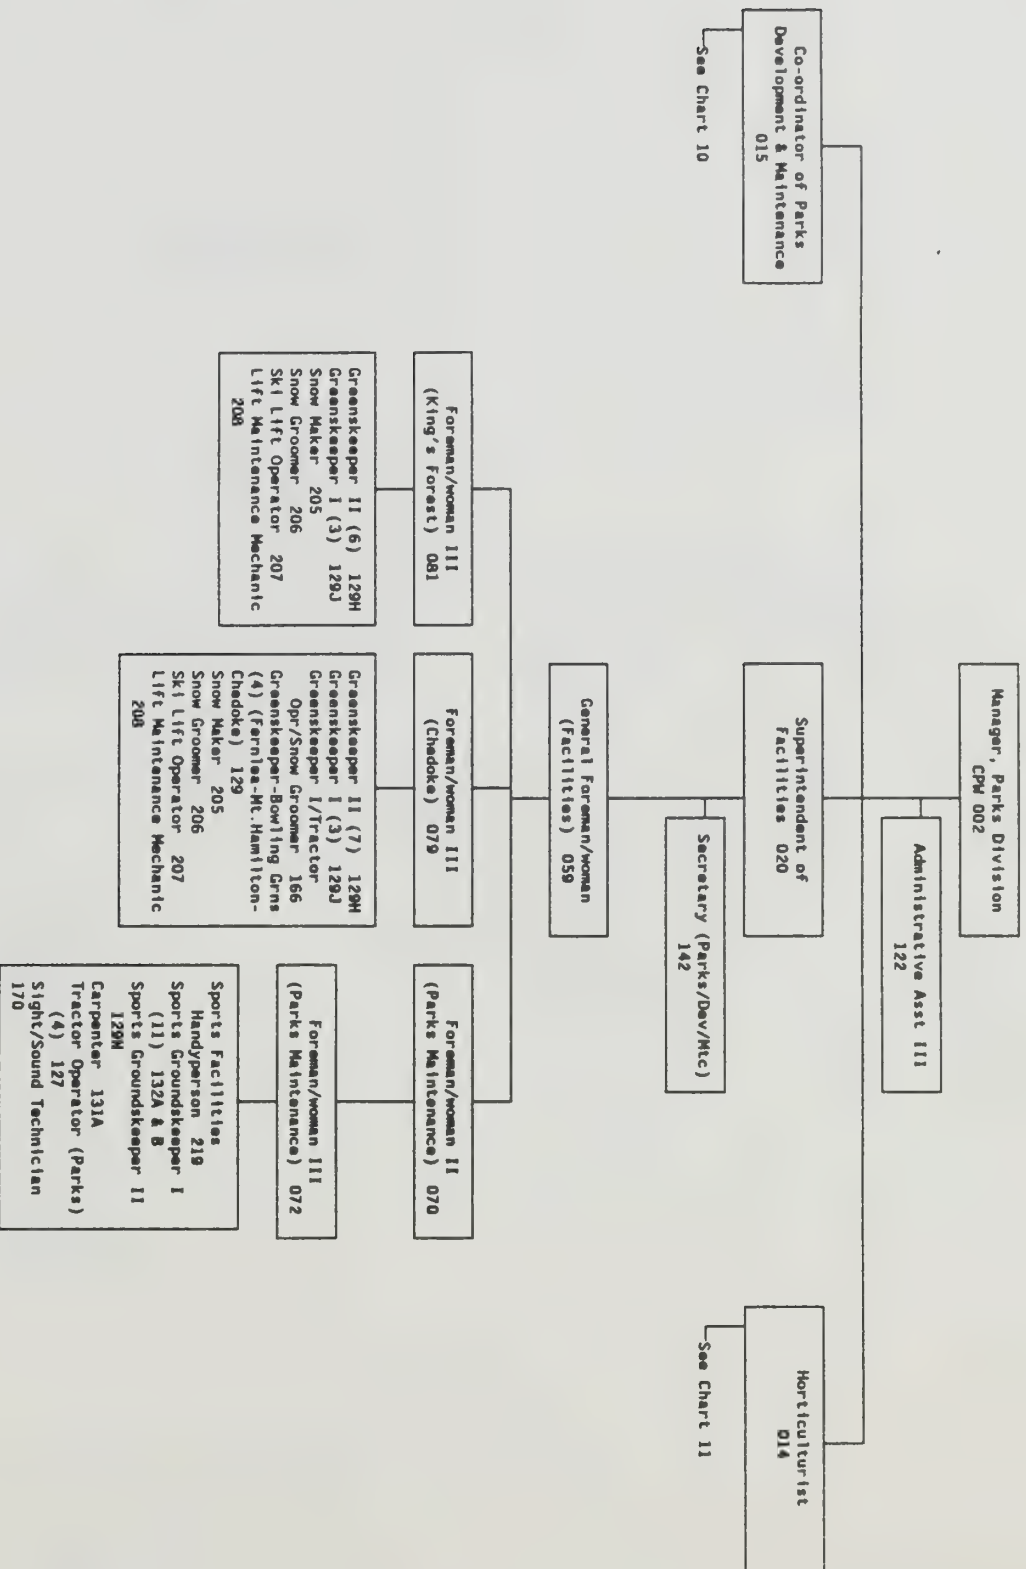 Manager, Parks Division
CPW 002
Administrative Asst III
122
Co-ordinator of Parks
Development & Maintenance
015
See Chart 10
Superintendent of
Facilities 020
Secretary (Parks/Dev/Mtc)
142
Horticulturist
014
See Chart 11
General Foreman/woman
(Facilities) 059
Foreman/woman III
(King's Forest) 081
Greenskeeper II (6) 129H
Greenskeeper I (3) 129J
Snow Maker 205
Snow Groomer 206
Ski Lift Operator 207
Lift Maintenance Mechanic
208
Foreman/woman III
(Chedoke) 079
Greenskeeper II (7) 129H
Greenskeeper I (3) 129J
Greenskeeper I/Tractor
Opr/Snow Groomer 166
Greenskeeper-Bowling Grns
(4) (Fernlea-Mt.Hamilton-
Chedoke) 129
Snow Maker 205
Snow Groomer 206
Ski Lift Operator 207
Lift Maintenance Mechanic
208
Foreman/woman II
(Parks Maintenance) 070
Foreman/woman III
(Parks Maintenance) 072
Sports Facilities
Handyperson 219
Sports Groundskeeper I
(11) 132A & B
Sports Groundskeeper II
129N
Carpenter 131A
Tractor Operator (Parks)
(4) 127
Sight/Sound Technician
170